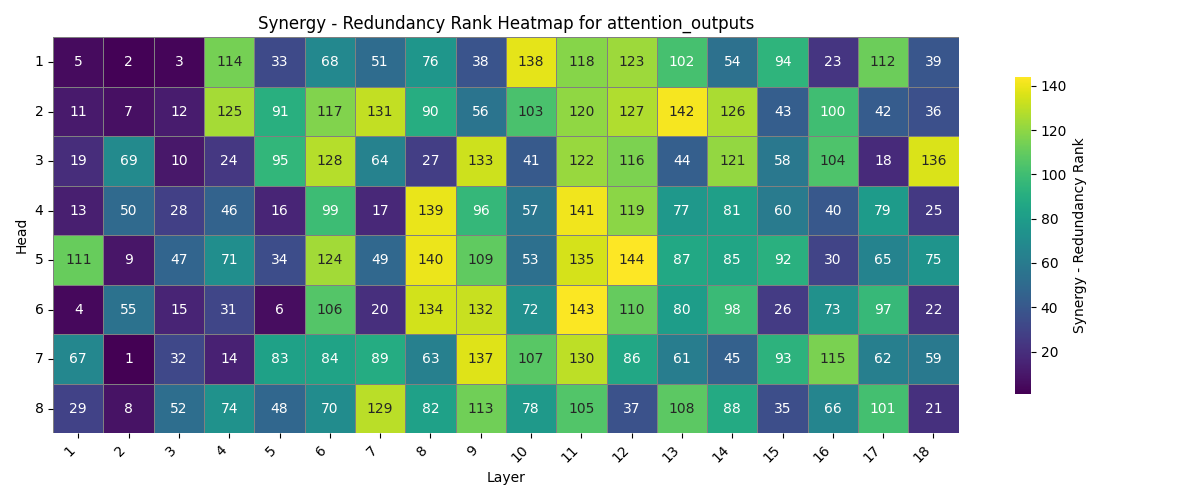 Synergy - Redundancy Rank Heatmap for attention_outputs
Head
1 5 2 3 114 33 68 51 76 38 138 118 123 102 54 94 23 112 39
2 11 7 12 125 91 117 131 90 56 103 120 127 142 126 43 100 42 36
3 19 69 10 24 95 128 64 27 133 41 122 116 44 121 58 104 18 136
4 13 50 28 46 16 99 17 139 96 57 141 119 77 81 60 40 79 25
5 111 9 47 71 34 124 49 140 109 53 135 144 87 85 92 30 65 75
6 4 55 15 31 6 106 20 134 132 72 143 110 80 98 26 73 97 22
7 67 1 32 14 83 84 89 63 137 107 130 86 61 45 93 115 62 59
8 29 8 52 74 48 70 129 82 113 78 105 37 108 88 35 66 101 21
1 2 3 4 5 6 7 8 9 10 11 12 13 14 15 16 17 18
Layer
140
120
100
80
60
40
20
Synergy - Redundancy Rank